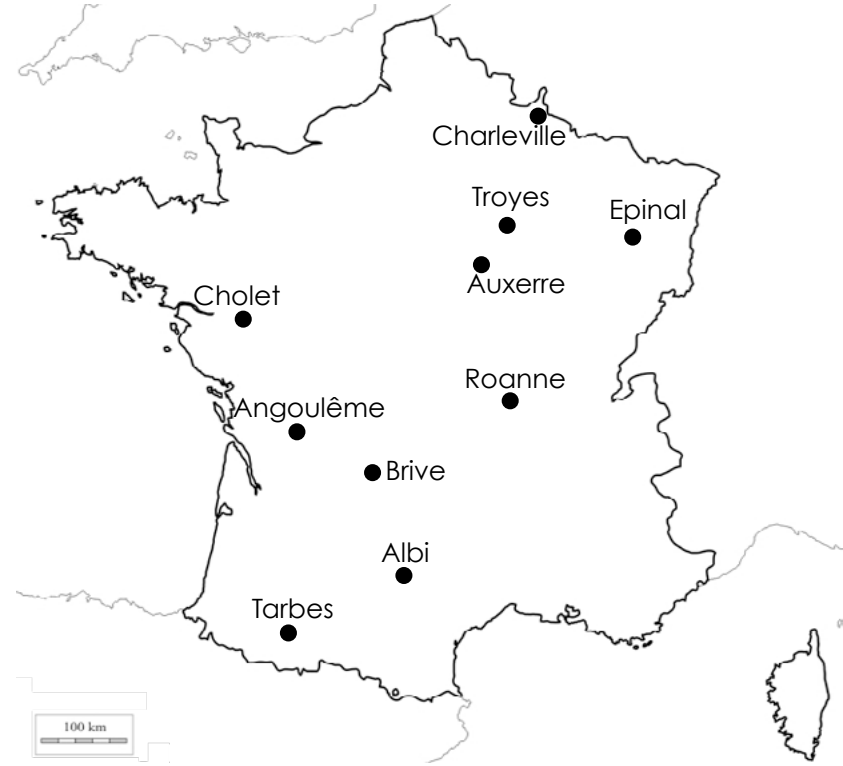 Charleville
Troyes
Epinal
Auxerre
Cholet
Roanne
Angoulême
Brive
Albi
Tarbes
100 km